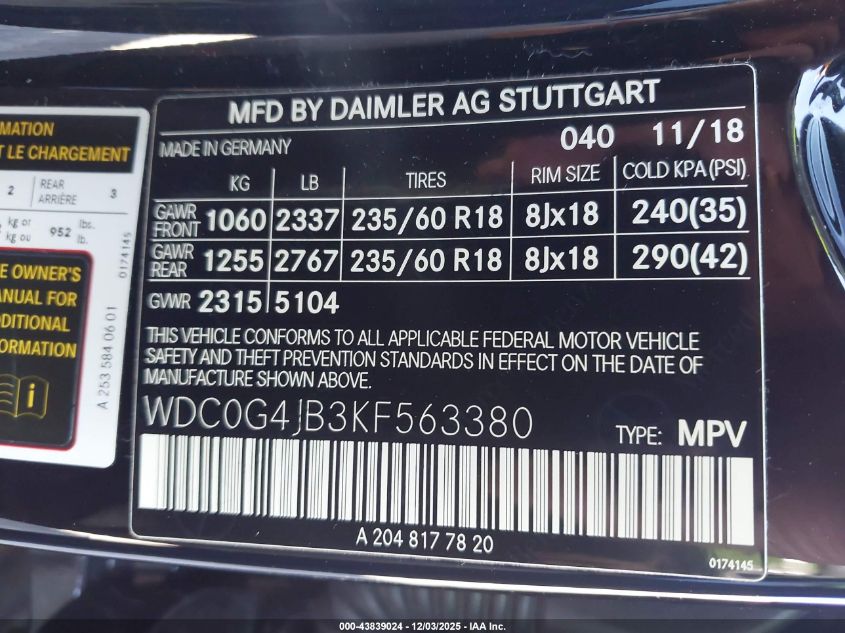 MFD BY DAIMLER AG STUTTGART
MADE IN GERMANY 040 11/18
KG LB TIRES RIM SIZE COLD KPA (PSI)
GAWR FRONT 1060 2337 235/60 R18 8Jx18 240(35)
GAWR REAR 1255 2767 235/60 R18 8Jx18 290(42)
GVWR 2315 5104
THIS VEHICLE CONFORMS TO ALL APPLICABLE FEDERAL MOTOR VEHICLE
SAFETY AND THEFT PREVENTION STANDARDS IN EFFECT ON THE DATE OF
MANUFACTURE SHOWN ABOVE.
WDC0G4JB3KF563380 TYPE: MPV
A 204 817 78 20
0174145
MATION
T LE CHARGEMENT
2 REAR ARRIÈRE 3
kg or kg ou 952 lbs. lb.
0174145
E OWNER'S
ANUAL FOR
DDITIONAL
FORMATION
A 253 584 06 01
000-43839024 - 12/03/2025 - IAA Inc.